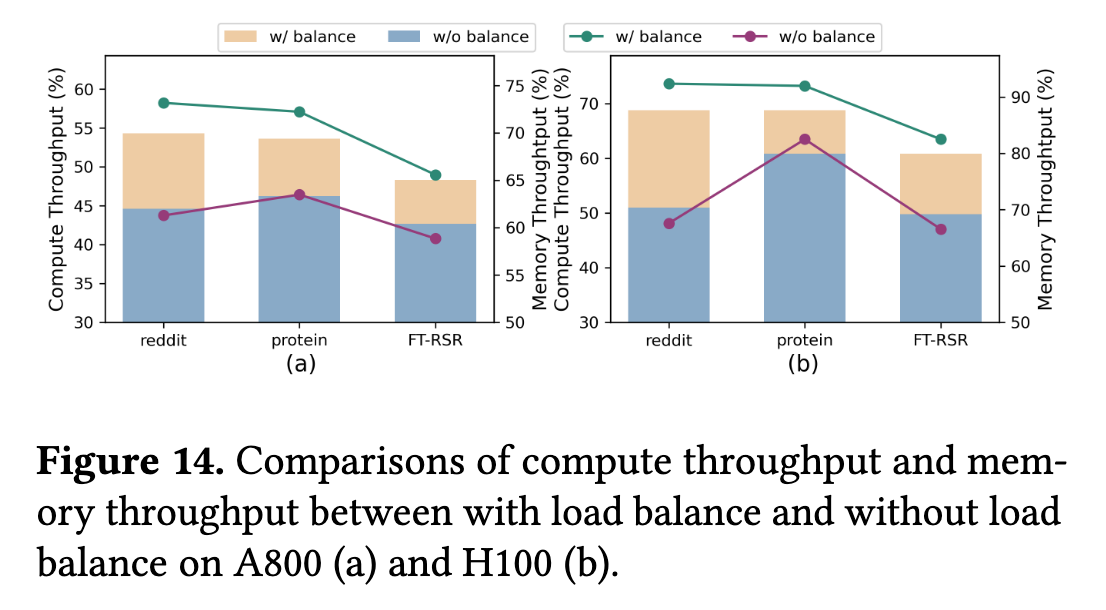 w/ balance w/o balance w/ balance w/o balance
Compute Throughput (%)
60
55
50
45
40
35
30
75
70
65
60
55
50
Memory Throughtput (%)
reddit protein FT-RSR
(a)
Compute Throughput (%)
70
60
50
40
30
90
80
70
60
50
Memory Throughtput (%)
reddit protein FT-RSR
(b)
Figure 14. Comparisons of compute throughput and mem-
ory throughput between with load balance and without load
balance on A800 (a) and H100 (b).